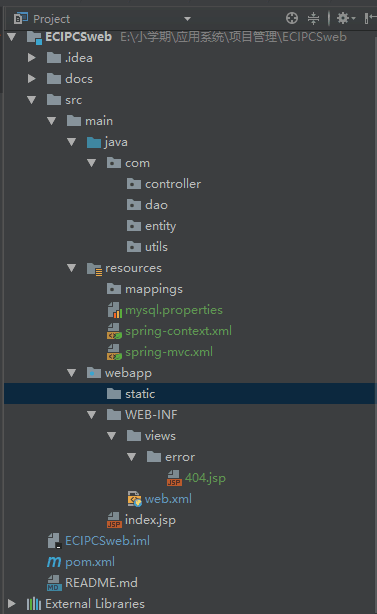 Project
ECIPCSweb E:\小学期\应用系统\项目管理\ECIPCSweb
.idea
docs
src
main
java
com
controller
dao
entity
utils
resources
mappings
mysql.properties
spring-context.xml
spring-mvc.xml
webapp
static
WEB-INF
views
error
404.jsp
web.xml
index.jsp
ECIPCSweb.iml
pom.xml
README.md
External Libraries